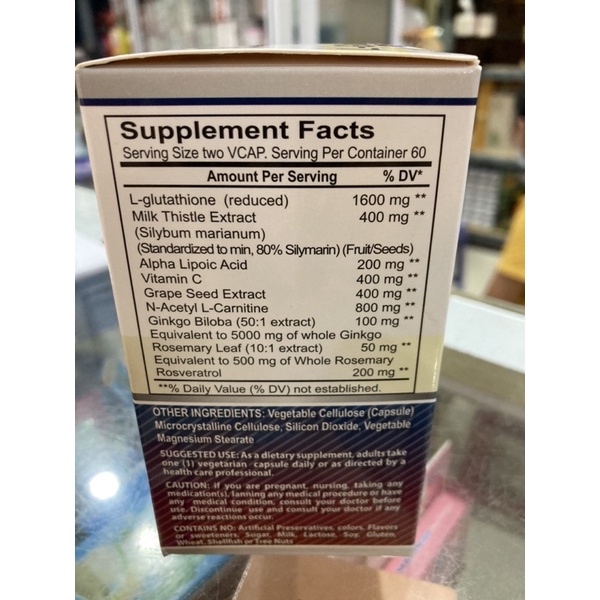 Supplement Facts
Serving Size two VCAP. Serving Per Container 60
Amount Per Serving % DV*
L-glutathione (reduced) 1600 mg **
Milk Thistle Extract 400 mg **
(Silybum marianum)
(Standardized to min, 80% Silymarin) (Fruit/Seeds)
Alpha Lipoic Acid 200 mg **
Vitamin C 400 mg **
Grape Seed Extract 400 mg **
N-Acetyl L-Carnitine 800 mg **
Ginkgo Biloba (50:1 extract) 100 mg **
Equivalent to 5000 mg of whole Ginkgo
Rosemary Leaf (10:1 extract) 50 mg **
Equivalent to 500 mg of Whole Rosemary
Rosveratrol 200 mg **
**% Daily Value (% DV) not established.
OTHER INGREDIENTS: Vegetable Cellulose (Capsule)
Microcrystalline Cellulose, Silicon Dioxide, Vegetable
Magnesium Stearate
SUGGESTED USE: As a dietary supplement, adults take
one (1) vegetarian capsule daily or as directed by a
health care professional.
CAUTION: if you are pregnant, nursing, taking any
medication(s), lanning any medical procedure or have
any medical condition, consult your doctor before
use. Discontinue use and consult your doctor if any
adverse reactions occur.
CONTAINS NO: Artificial Preservatives, colors, Flavors
or sweeteners, Sugar, Milk, Lactose, Soy, Gluten,
Wheat, Shellfish or Tree Nuts